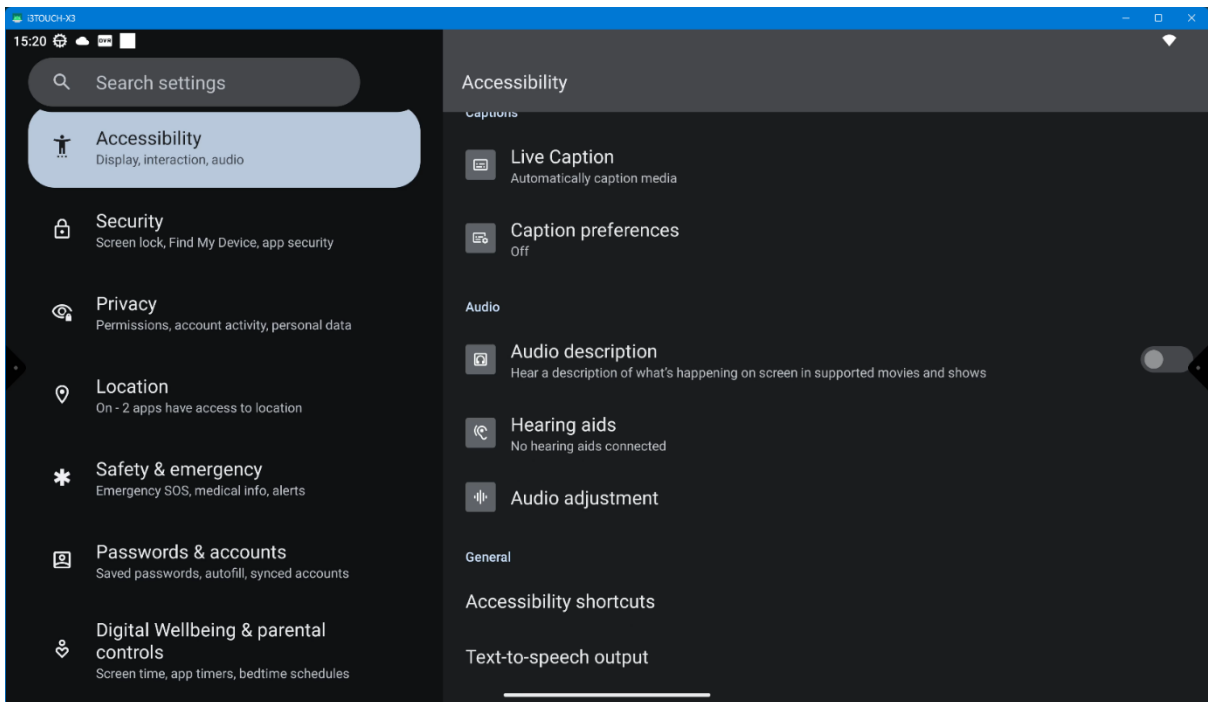 i3TOUCH-X3
15:20
DVR
Search settings
Accessibility
Display, interaction, audio
Security
Screen lock, Find My Device, app security
Privacy
Permissions, account activity, personal data
Location
On - 2 apps have access to location
Safety & emergency
Emergency SOS, medical info, alerts
Passwords & accounts
Saved passwords, autofill, synced accounts
Digital Wellbeing & parental
controls
Screen time, app timers, bedtime schedules
Accessibility
Captions
Live Caption
Automatically caption media
Caption preferences
Off
Audio
Audio description
Hear a description of what's happening on screen in supported movies and shows
Hearing aids
No hearing aids connected
Audio adjustment
General
Accessibility shortcuts
Text-to-speech output